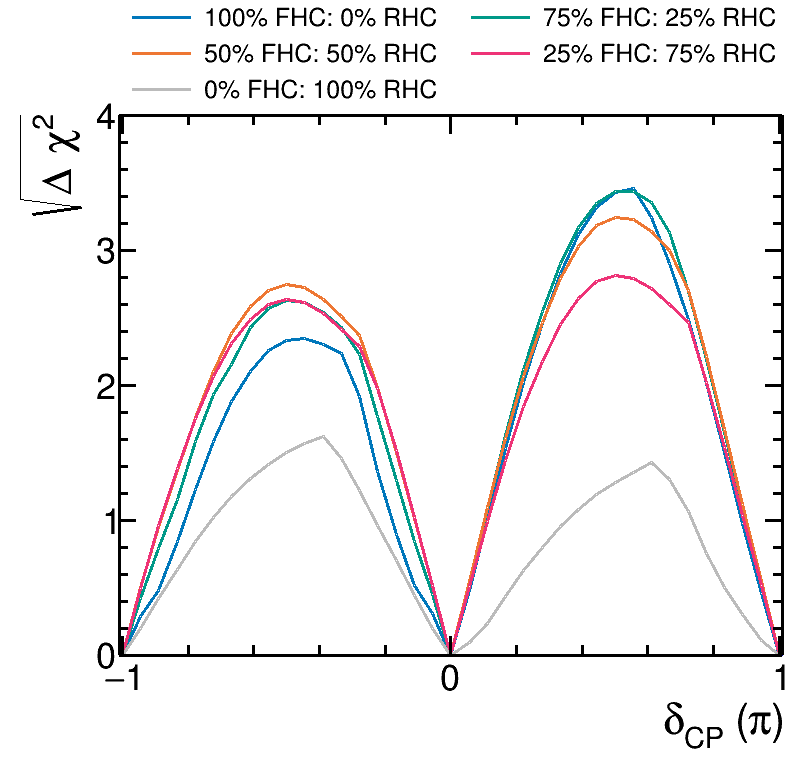 100% FHC: 0% RHC 75% FHC: 25% RHC
50% FHC: 50% RHC 25% FHC: 75% RHC
0% FHC: 100% RHC
√Δ χ²
4
3
2
1
0
−1 0 1
δCP (π)